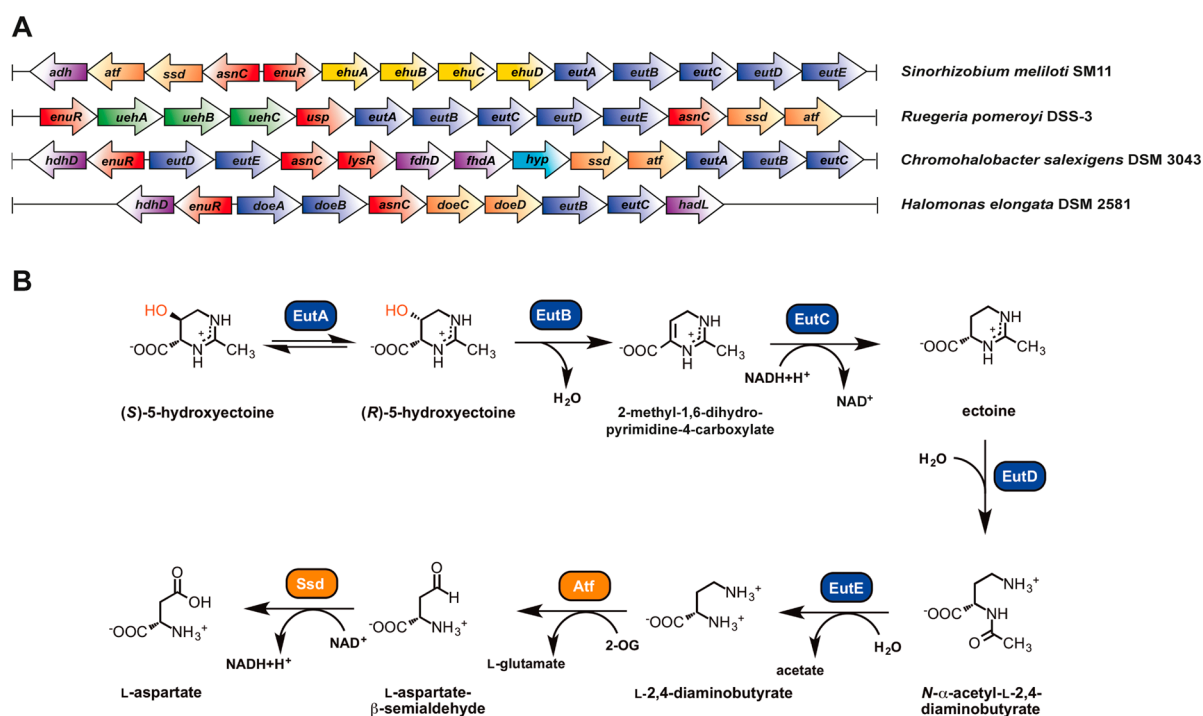 A
adh atf ssd asnC enuR ehuA ehuB ehuC ehuD eutA eutB eutC eutD eutE Sinorhizobium meliloti SM11
enuR uehA uehB uehC usp eutA eutB eutC eutD eutE asnC ssd atf Ruegeria pomeroyi DSS-3
hdhD enuR eutD eutE asnC lysR fdhD fhdA hyp ssd atf eutA eutB eutC Chromohalobacter salexigens DSM 3043
hdhD enuR doeA doeB asnC doeC doeD eutB eutC hadL Halomonas elongata DSM 2581
B
HO NH ⁻OOC N H + CH₃
EutA
HO NH ⁻OOC N H + CH₃
EutB
H₂O
NH ⁻OOC N H + CH₃
EutC
NADH+H⁺
NAD⁺
NH ⁻OOC N H + CH₃
(S)-5-hydroxyectoine
(R)-5-hydroxyectoine
2-methyl-1,6-dihydro-
pyrimidine-4-carboxylate
ectoine
H₂O
EutD
O OH ⁻OOC NH₃⁺
Ssd
NAD⁺
NADH+H⁺
O H ⁻OOC NH₃⁺
Atf
2-OG
L-glutamate
NH₃⁺ ⁻OOC NH₃⁺
EutE
H₂O
acetate
NH₃⁺ ⁻OOC NH O CH₃
L-aspartate
L-aspartate-
β-semialdehyde
L-2,4-diaminobutyrate
N-α-acetyl-L-2,4-
diaminobutyrate